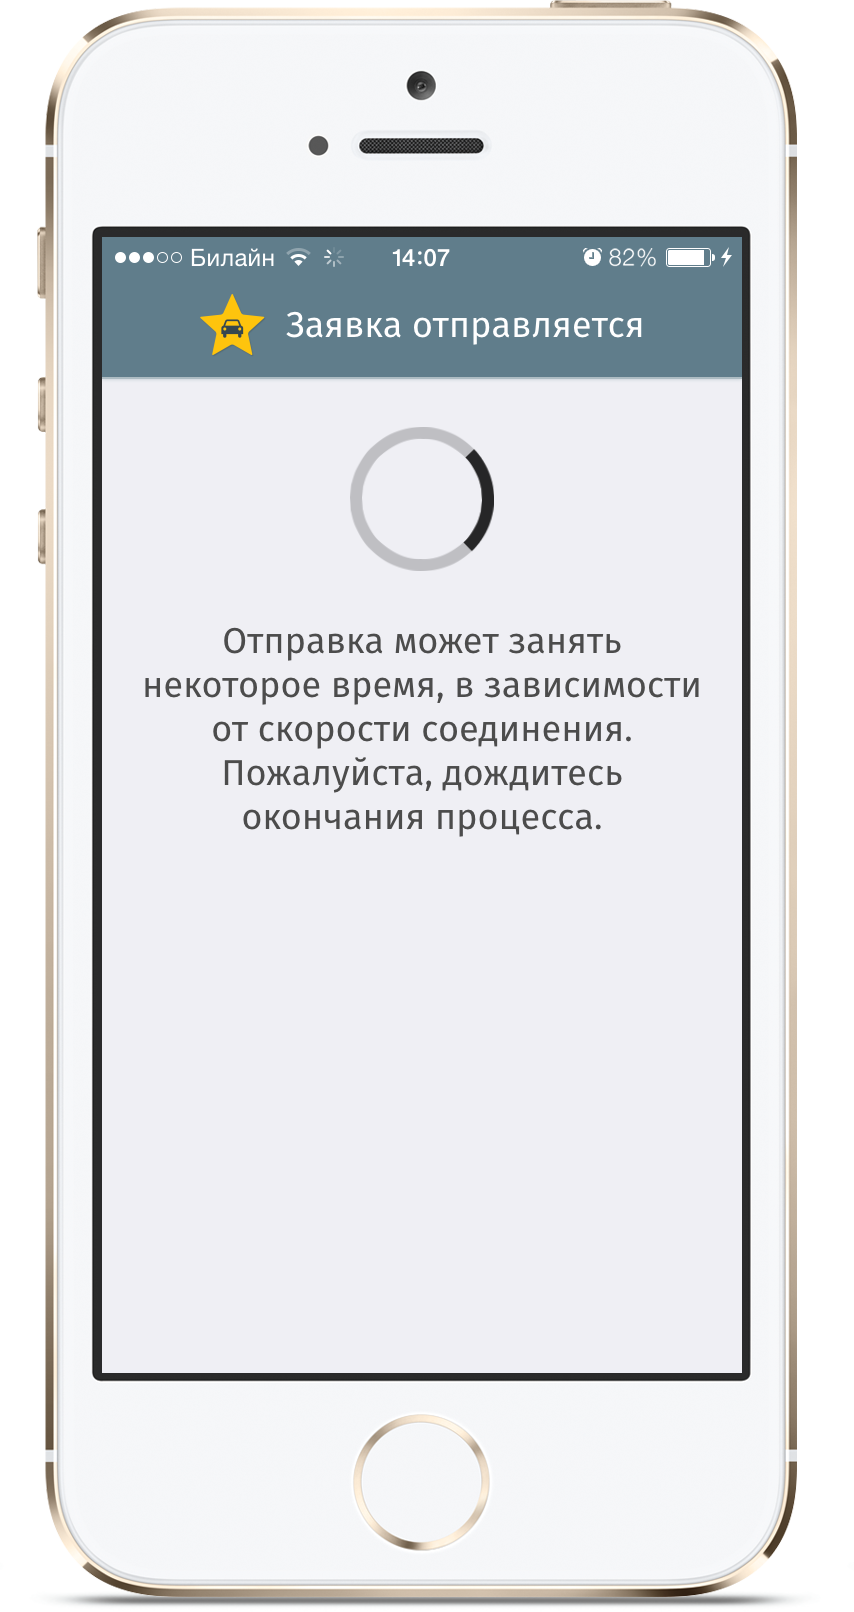 Билайн 14:07 82%
Заявка отправляется
Отправка может занять
некоторое время, в зависимости
от скорости соединения.
Пожалуйста, дождитесь
окончания процесса.